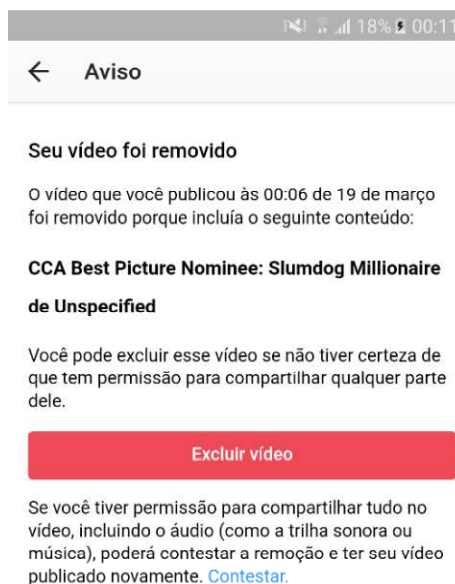 18% 00:11
Aviso
Seu vídeo foi removido
O vídeo que você publicou às 00:06 de 19 de março
foi removido porque incluía o seguinte conteúdo:
CCA Best Picture Nominee: Slumdog Millionaire
de Unspecified
Você pode excluir esse vídeo se não tiver certeza de
que tem permissão para compartilhar qualquer parte
dele.
Excluir vídeo
Se você tiver permissão para compartilhar tudo no
vídeo, incluindo o áudio (como a trilha sonora ou
música), poderá contestar a remoção e ter seu vídeo
publicado novamente. Contestar.